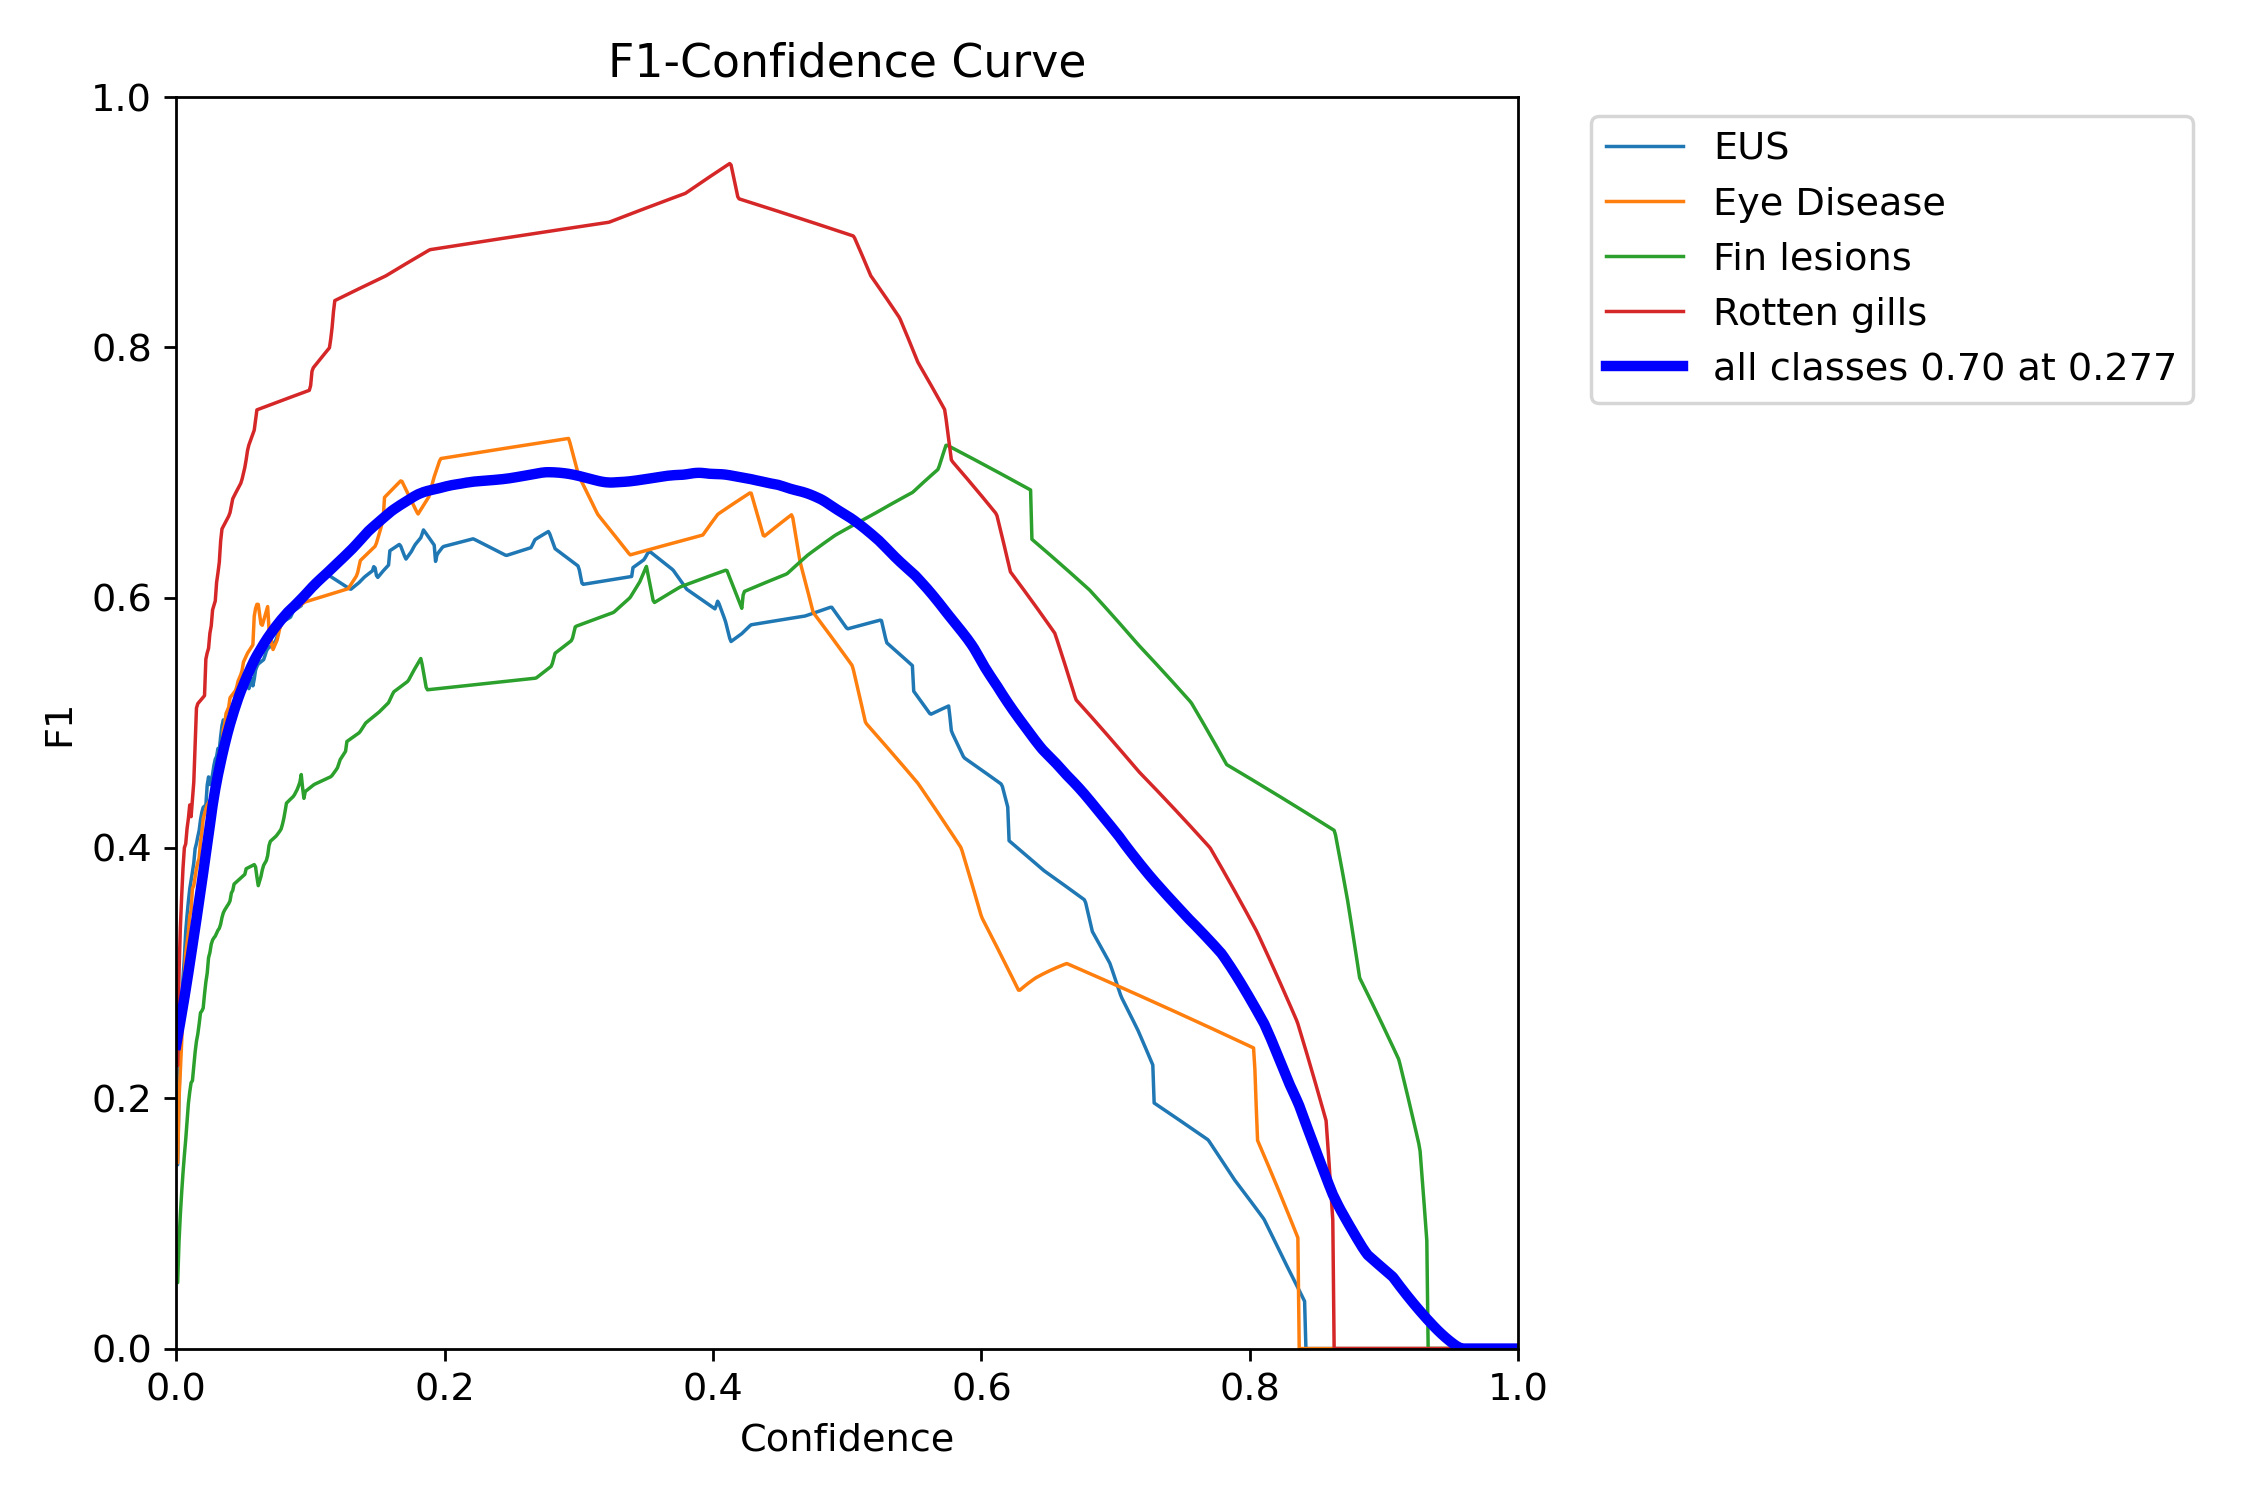 F1-Confidence Curve
1.0
0.8
0.6
0.4
0.2
0.0
F1
0.0 0.2 0.4 0.6 0.8 1.0
Confidence
EUS
Eye Disease
Fin lesions
Rotten gills
all classes 0.70 at 0.277